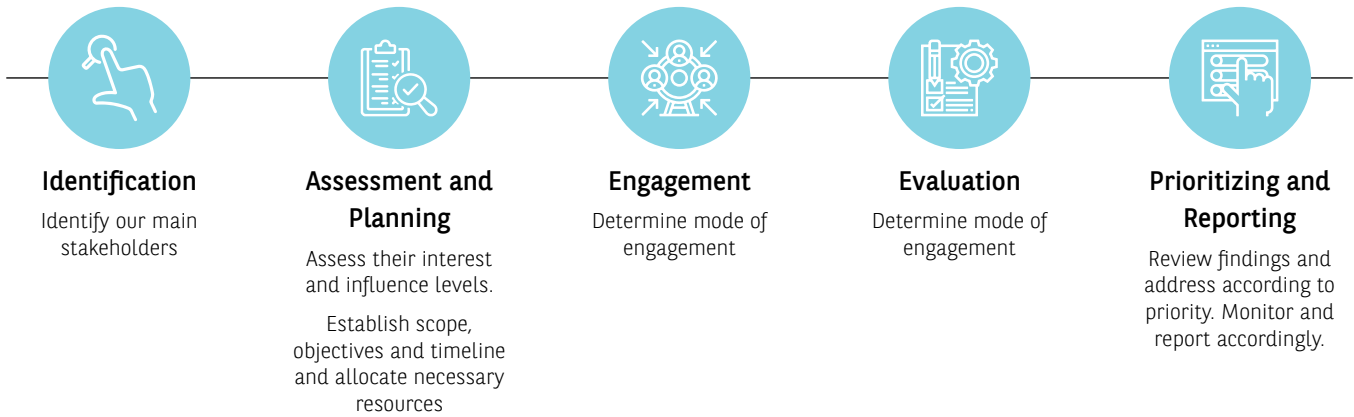 Identification
Identify our main
stakeholders
Assessment and
Planning
Assess their interest
and influence levels.
Establish scope,
objectives and timeline
and allocate necessary
resources
Engagement
Determine mode of
engagement
Evaluation
Determine mode of
engagement
Prioritizing and
Reporting
Review findings and
address according to
priority. Monitor and
report accordingly.